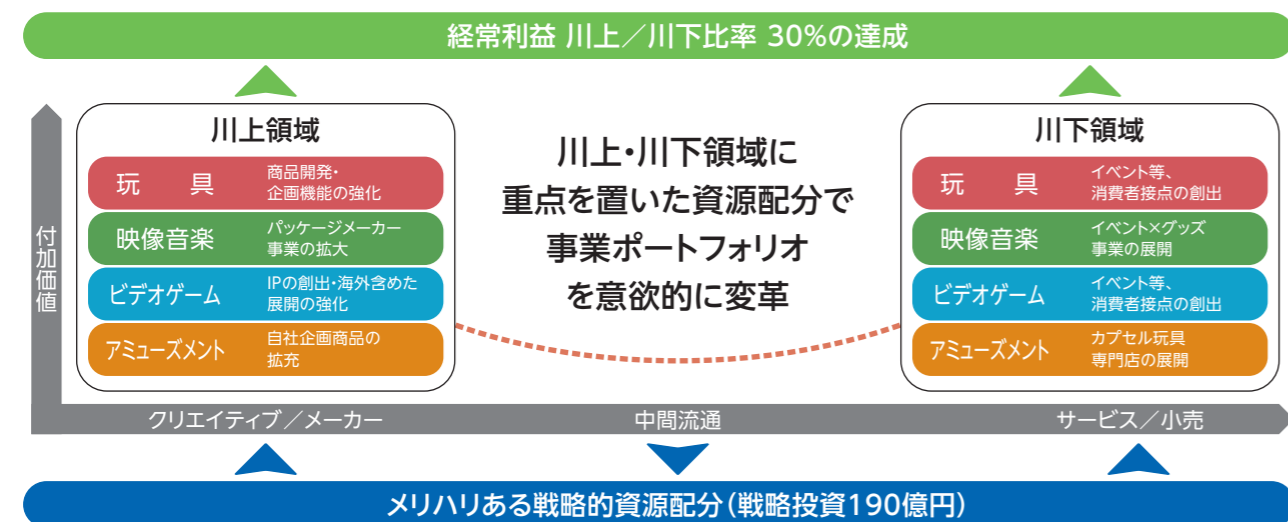 経常利益 川上／川下比率 30%の達成
付加価値
川上領域
玩具
商品開発・
企画機能の強化
映像音楽
パッケージメーカー
事業の拡大
ビデオゲーム
IPの創出・海外含めた
展開の強化
アミューズメント
自社企画商品の
拡充
川上・川下領域に
重点を置いた資源配分で
事業ポートフォリオ
を意欲的に変革
川下領域
玩具
イベント等、
消費者接点の創出
映像音楽
イベント×グッズ
事業の展開
ビデオゲーム
イベント等、
消費者接点の創出
アミューズメント
カプセル玩具
専門店の展開
クリエイティブ／メーカー
中間流通
サービス／小売
メリハリある戦略的資源配分（戦略投資190億円）